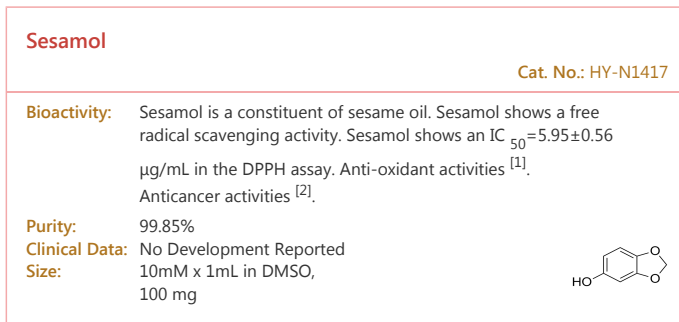 Sesamol
Cat. No.: HY-N1417
Bioactivity: Sesamol is a constituent of sesame oil. Sesamol shows a free
radical scavenging activity. Sesamol shows an IC 50=5.95±0.56
μg/mL in the DPPH assay. Anti-oxidant activities [1].
Anticancer activities [2].
Purity: 99.85%
Clinical Data: No Development Reported
Size: 10mM x 1mL in DMSO,
100 mg
O
HO
O